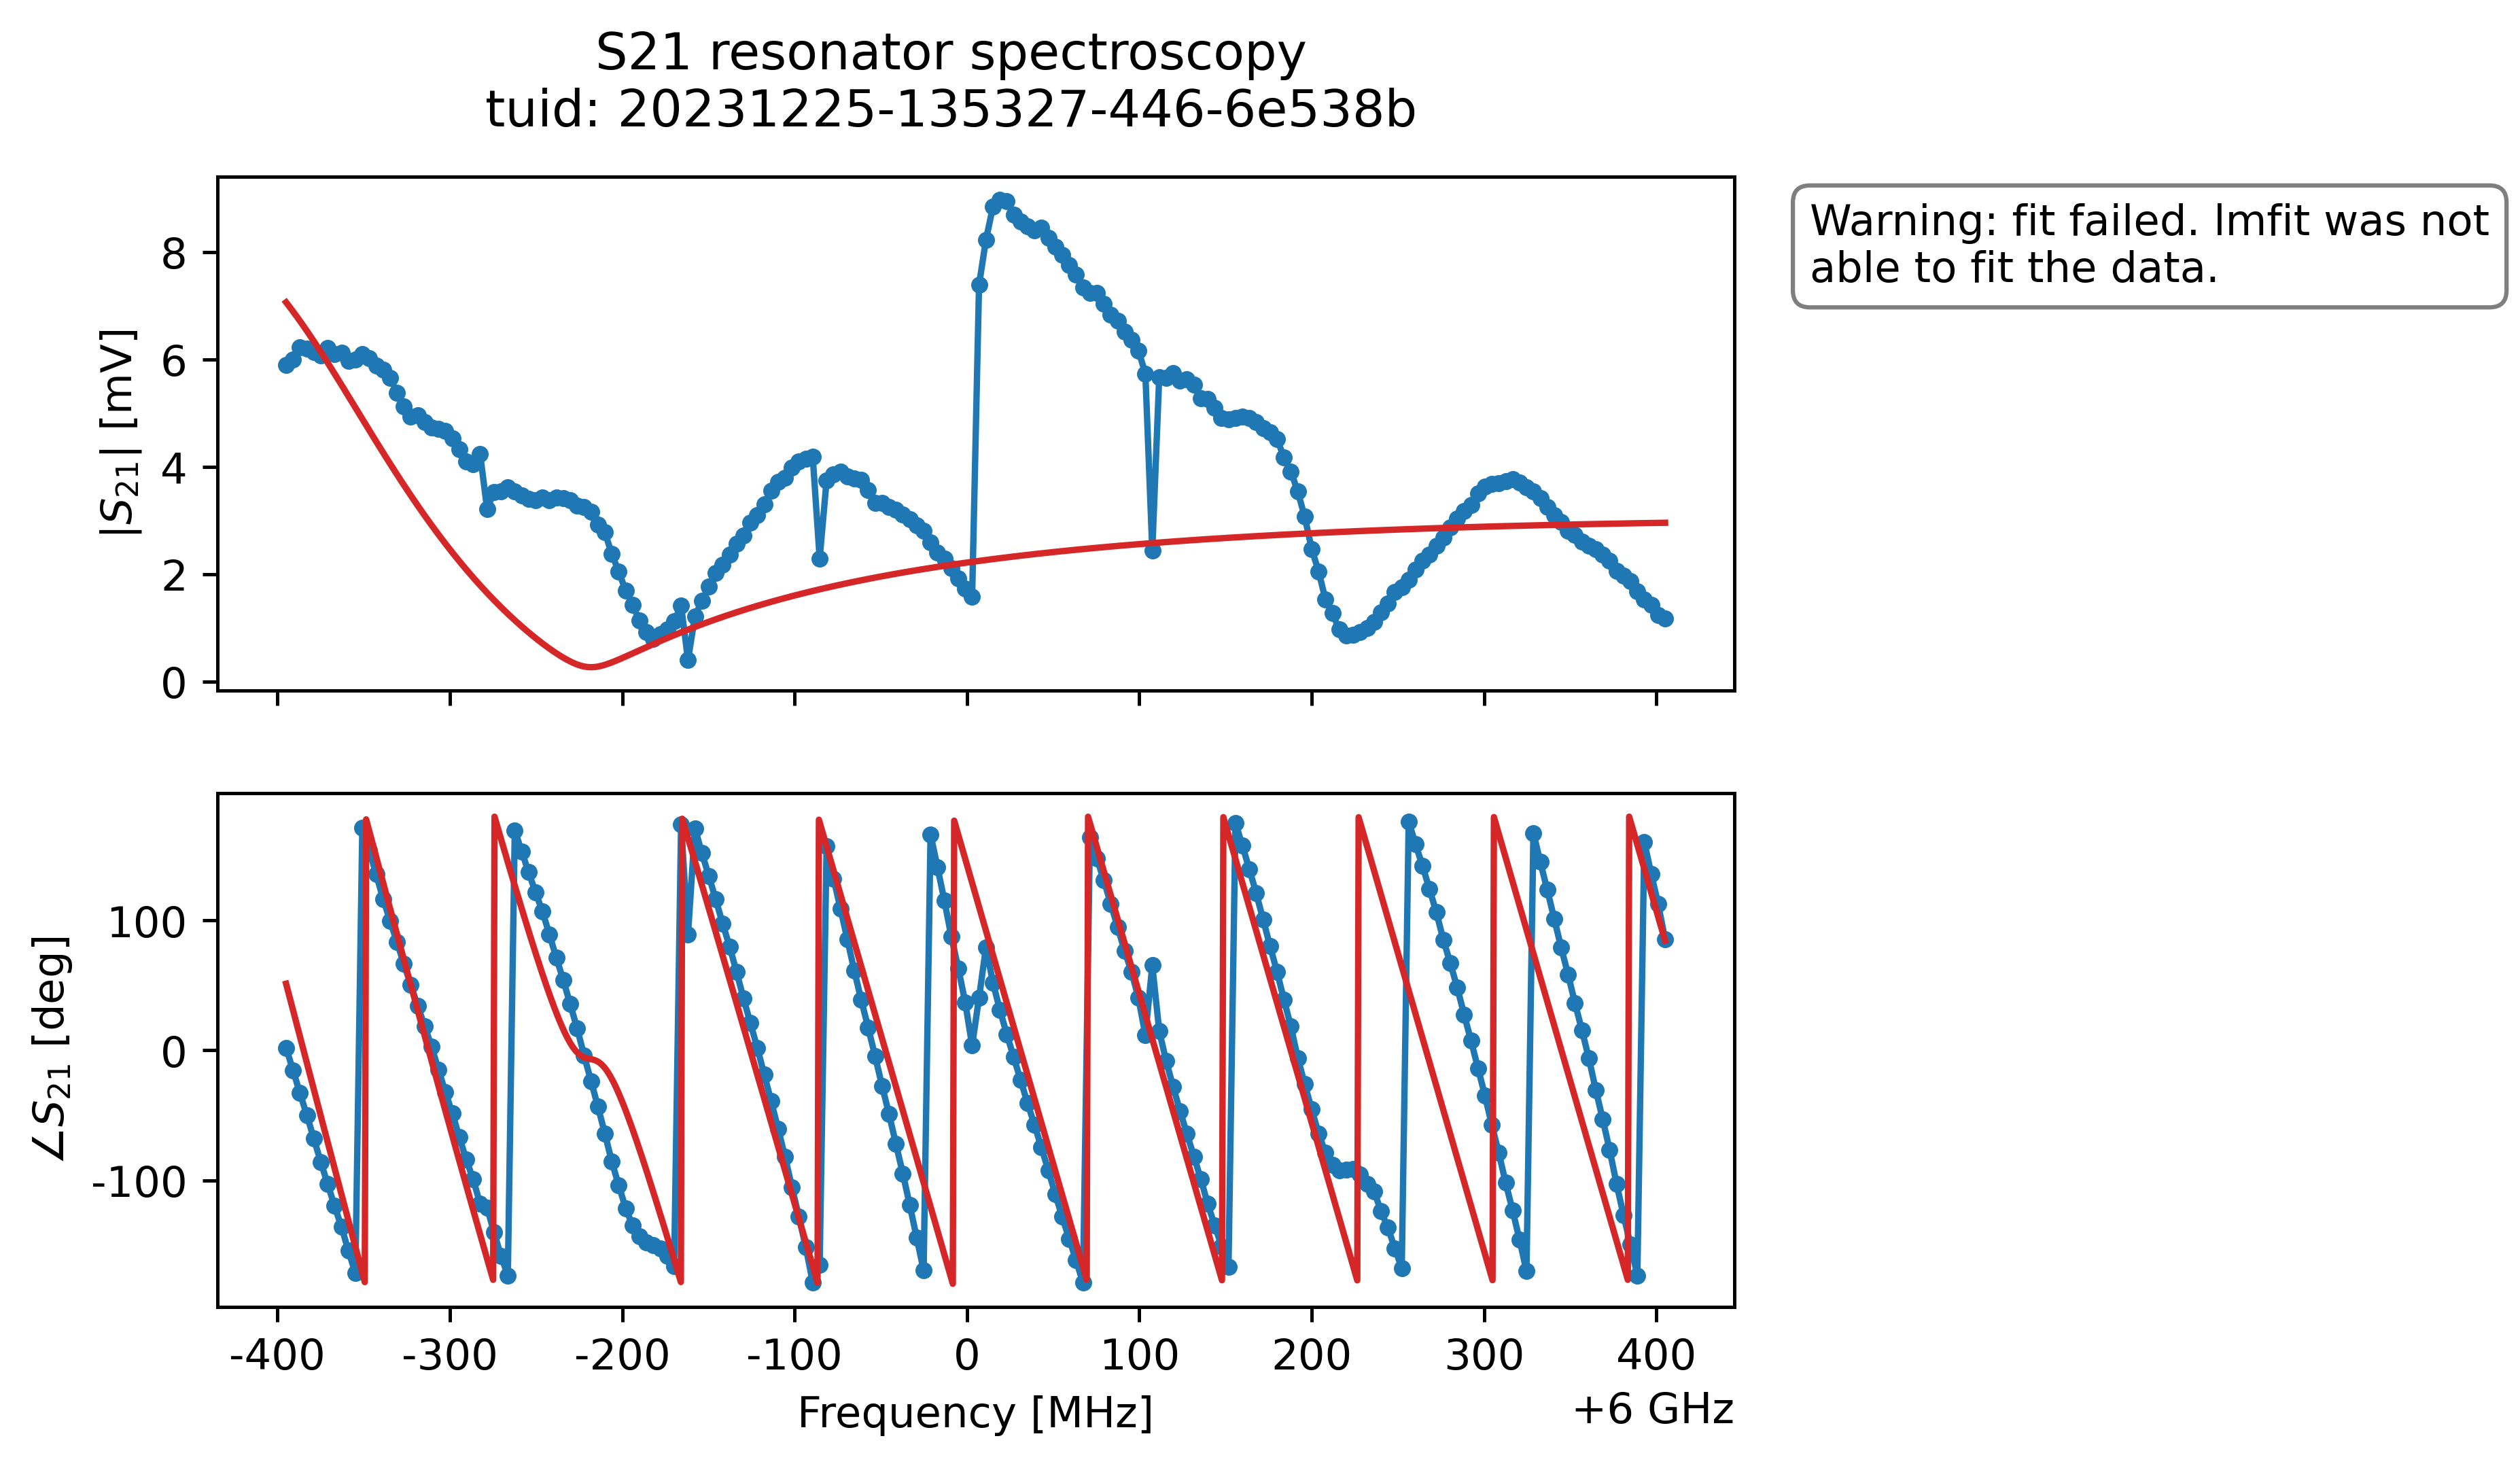 S21 resonator spectroscopy
tuid: 20231225-135327-446-6e538b
Warning: fit failed. lmfit was not
able to fit the data.
|S21| [mV]
8
6
4
2
0
∠S21 [deg]
100
0
-100
-400 -300 -200 -100 0 100 200 300 400
Frequency [MHz]
+6 GHz